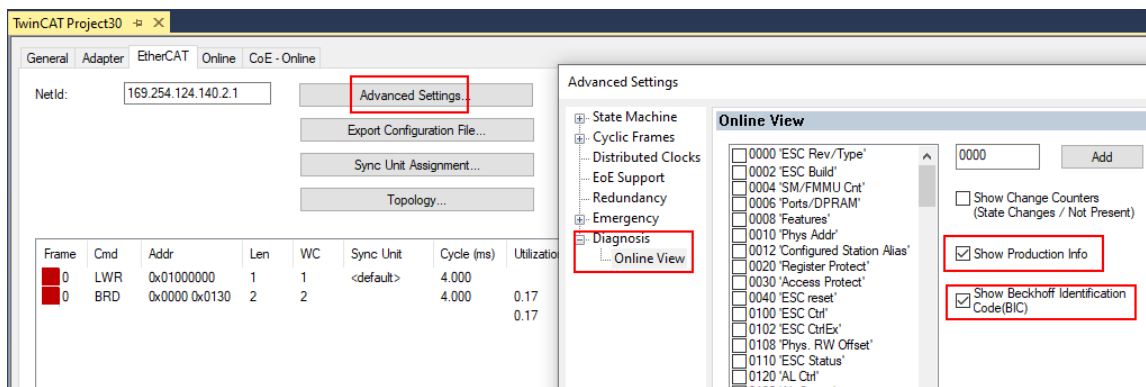 TwinCAT Project30
General Adapter EtherCAT Online CoE - Online
NetId: 169.254.124.140.2.1
Advanced Settings...
Export Configuration File...
Sync Unit Assignment...
Topology...
Frame Cmd Addr Len WC Sync Unit Cycle (ms) Utilizatio
0 LWR 0x01000000 1 1 <default> 4.000
0 BRD 0x0000 0x0130 2 2 4.000 0.17
0.17
Advanced Settings
State Machine
Cyclic Frames
Distributed Clocks
EoE Support
Redundancy
Emergency
Diagnosis
Online View
Online View
0000 'ESC Rev/Type'
0002 'ESC Build'
0004 'SM/FMMU Cnt'
0006 'Ports/DPRAM'
0008 'Features'
0010 'Phys Addr'
0012 'Configured Station Alias'
0020 'Register Protect'
0030 'Access Protect'
0040 'ESC reset'
0100 'ESC Ctrl'
0102 'ESC CtrlEx'
0108 'Phys. RW Offset'
0110 'ESC Status'
0120 'AL Ctrl'
0000 Add
Show Change Counters
(State Changes / Not Present)
Show Production Info
Show Beckhoff Identification
Code(BIC)